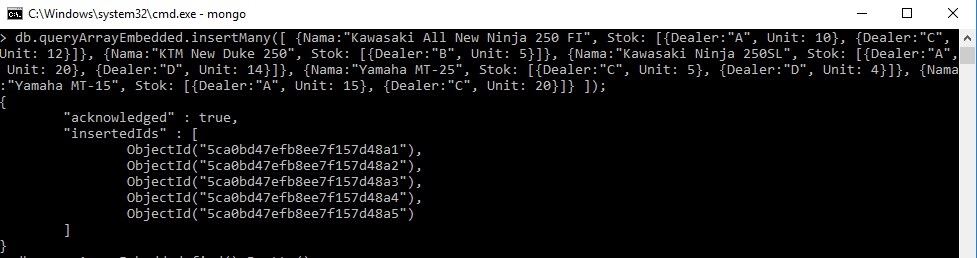 C:\Windows\system32\cmd.exe - mongo
> db.queryArrayEmbedded.insertMany([ {Nama:"Kawasaki All New Ninja 250 FI", Stok: [{Dealer:"A", Unit: 10}, {Dealer:"C",
Unit: 12}]}, {Nama:"KTM New Duke 250", Stok: [{Dealer:"B", Unit: 5}]}, {Nama:"Kawasaki Ninja 250SL", Stok: [{Dealer:"A",
Unit: 20}, {Dealer:"D", Unit: 14}]}, {Nama:"Yamaha MT-25", Stok: [{Dealer:"C", Unit: 5}, {Dealer:"D", Unit: 4}]}, {Nama
:"Yamaha MT-15", Stok: [{Dealer:"A", Unit: 15}, {Dealer:"C", Unit: 20}]} ]);
{
"acknowledged" : true,
"insertedIds" : [
ObjectId("5ca0bd47efb8ee7f157d48a1"),
ObjectId("5ca0bd47efb8ee7f157d48a2"),
ObjectId("5ca0bd47efb8ee7f157d48a3"),
ObjectId("5ca0bd47efb8ee7f157d48a4"),
ObjectId("5ca0bd47efb8ee7f157d48a5")
]
}